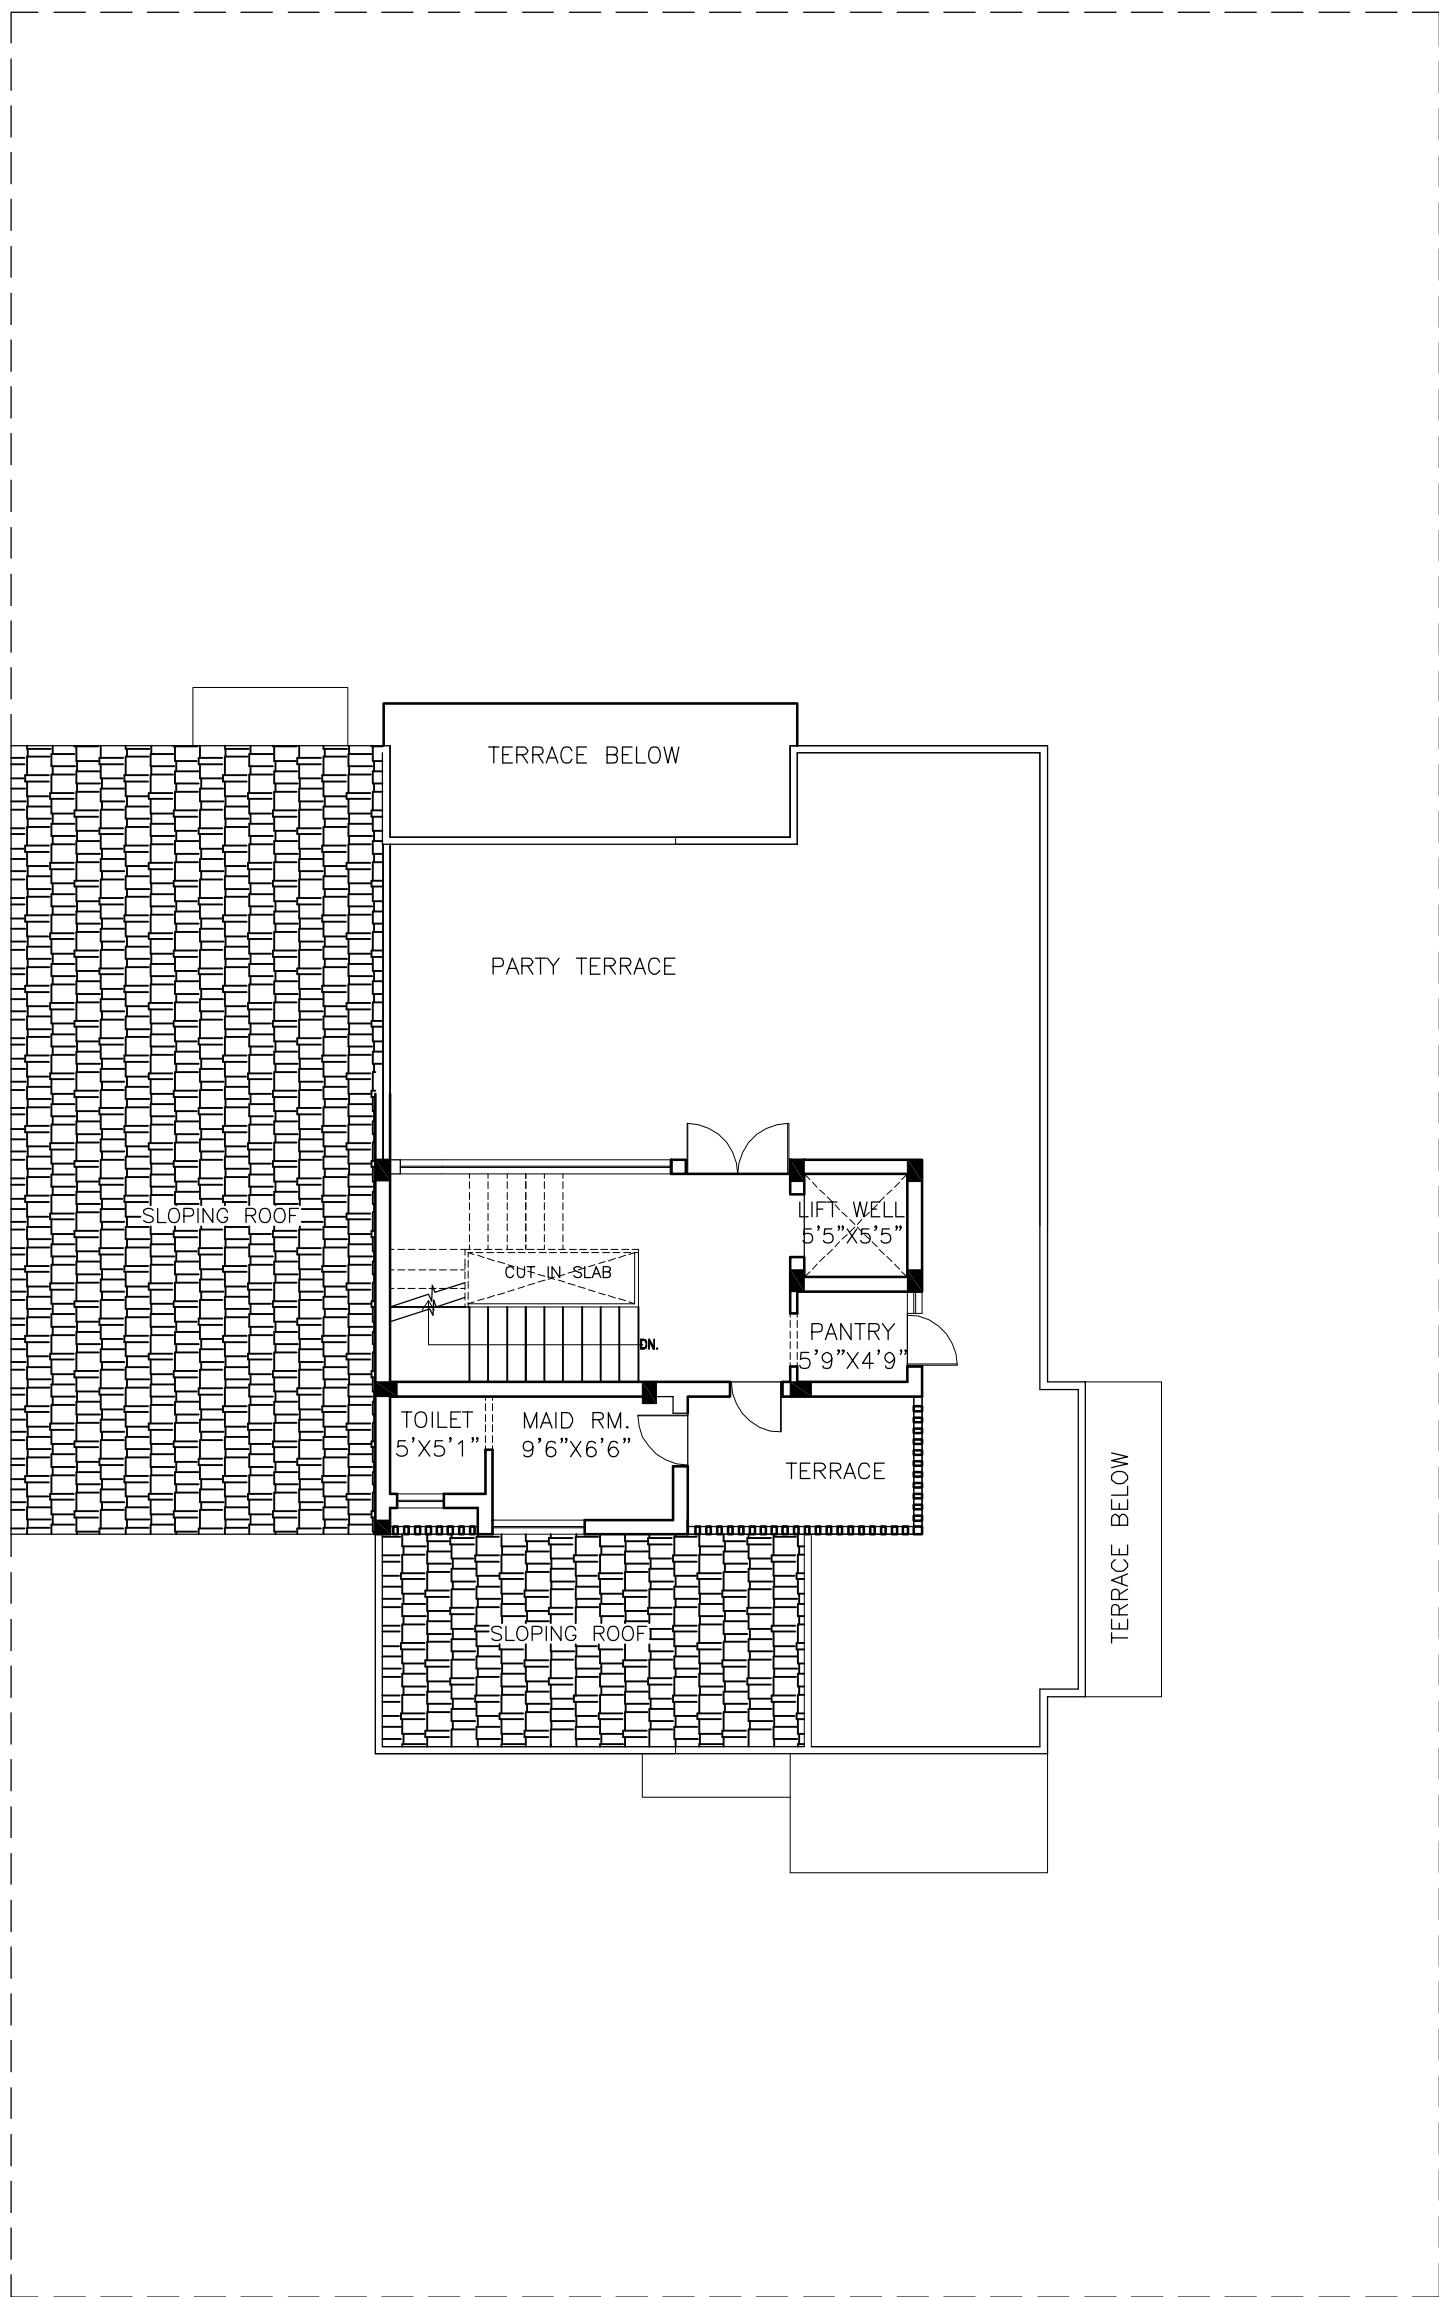 TERRACE BELOW
PARTY TERRACE
SLOPING ROOF
LIFT WELL
5'5"X5'5"
CUT IN SLAB
PANTRY
5'9"X4'9"
DN.
TOILET
5'X5'1"
MAID RM.
9'6"X6'6"
TERRACE
TERRACE BELOW
SLOPING ROOF